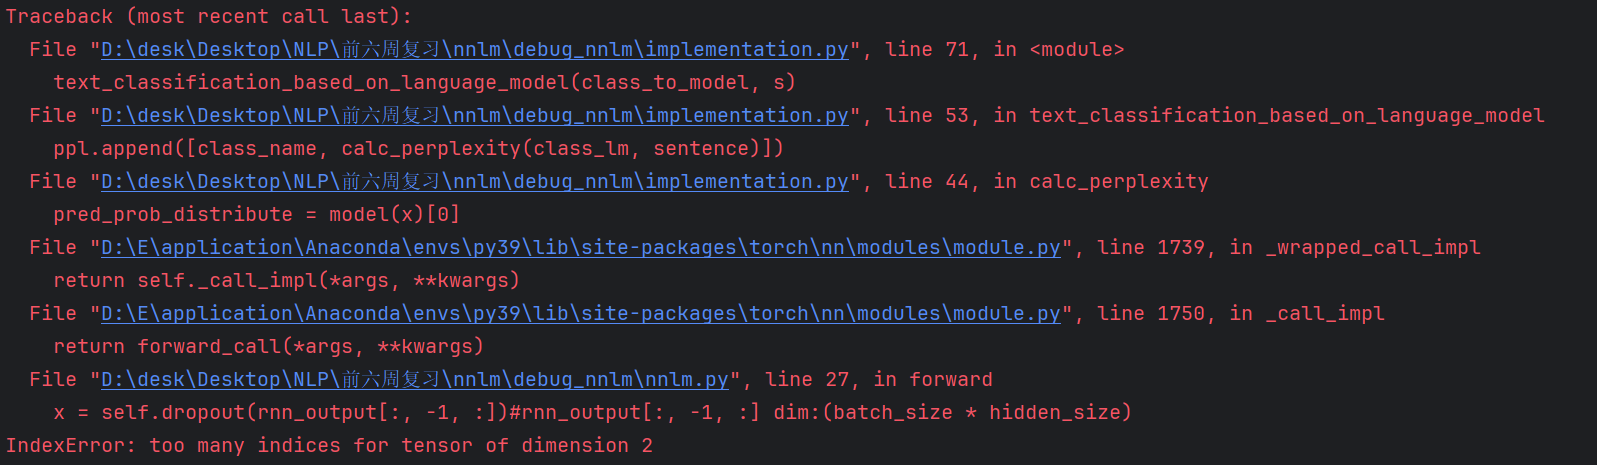 Traceback (most recent call last):
  File "D:\desk\Desktop\NLP\前六周复习\nnlm\debug_nnlm\implementation.py", line 71, in <module>
    text_classification_based_on_language_model(class_to_model, s)
  File "D:\desk\Desktop\NLP\前六周复习\nnlm\debug_nnlm\implementation.py", line 53, in text_classification_based_on_language_model
    ppl.append([class_name, calc_perplexity(class_lm, sentence)])
  File "D:\desk\Desktop\NLP\前六周复习\nnlm\debug_nnlm\implementation.py", line 44, in calc_perplexity
    pred_prob_distribute = model(x)[0]
  File "D:\E\application\Anaconda\envs\py39\lib\site-packages\torch\nn\modules\module.py", line 1739, in _wrapped_call_impl
    return self._call_impl(*args, **kwargs)
  File "D:\E\application\Anaconda\envs\py39\lib\site-packages\torch\nn\modules\module.py", line 1750, in _call_impl
    return forward_call(*args, **kwargs)
  File "D:\desk\Desktop\NLP\前六周复习\nnlm\debug_nnlm\nnlm.py", line 27, in forward
    x = self.dropout(rnn_output[:, -1, :])#rnn_output[:, -1, :] dim:(batch_size * hidden_size)
IndexError: too many indices for tensor of dimension 2